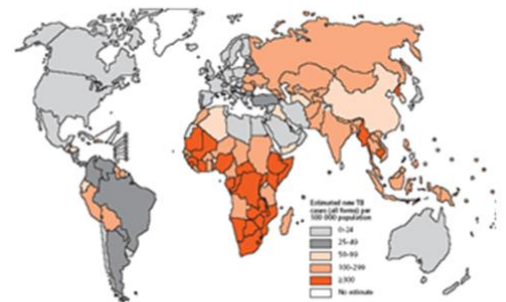 Estimated new TB
cases (all forms) per
100 000 population
0–24
25–49
50–99
100–299
≥300
No estimate